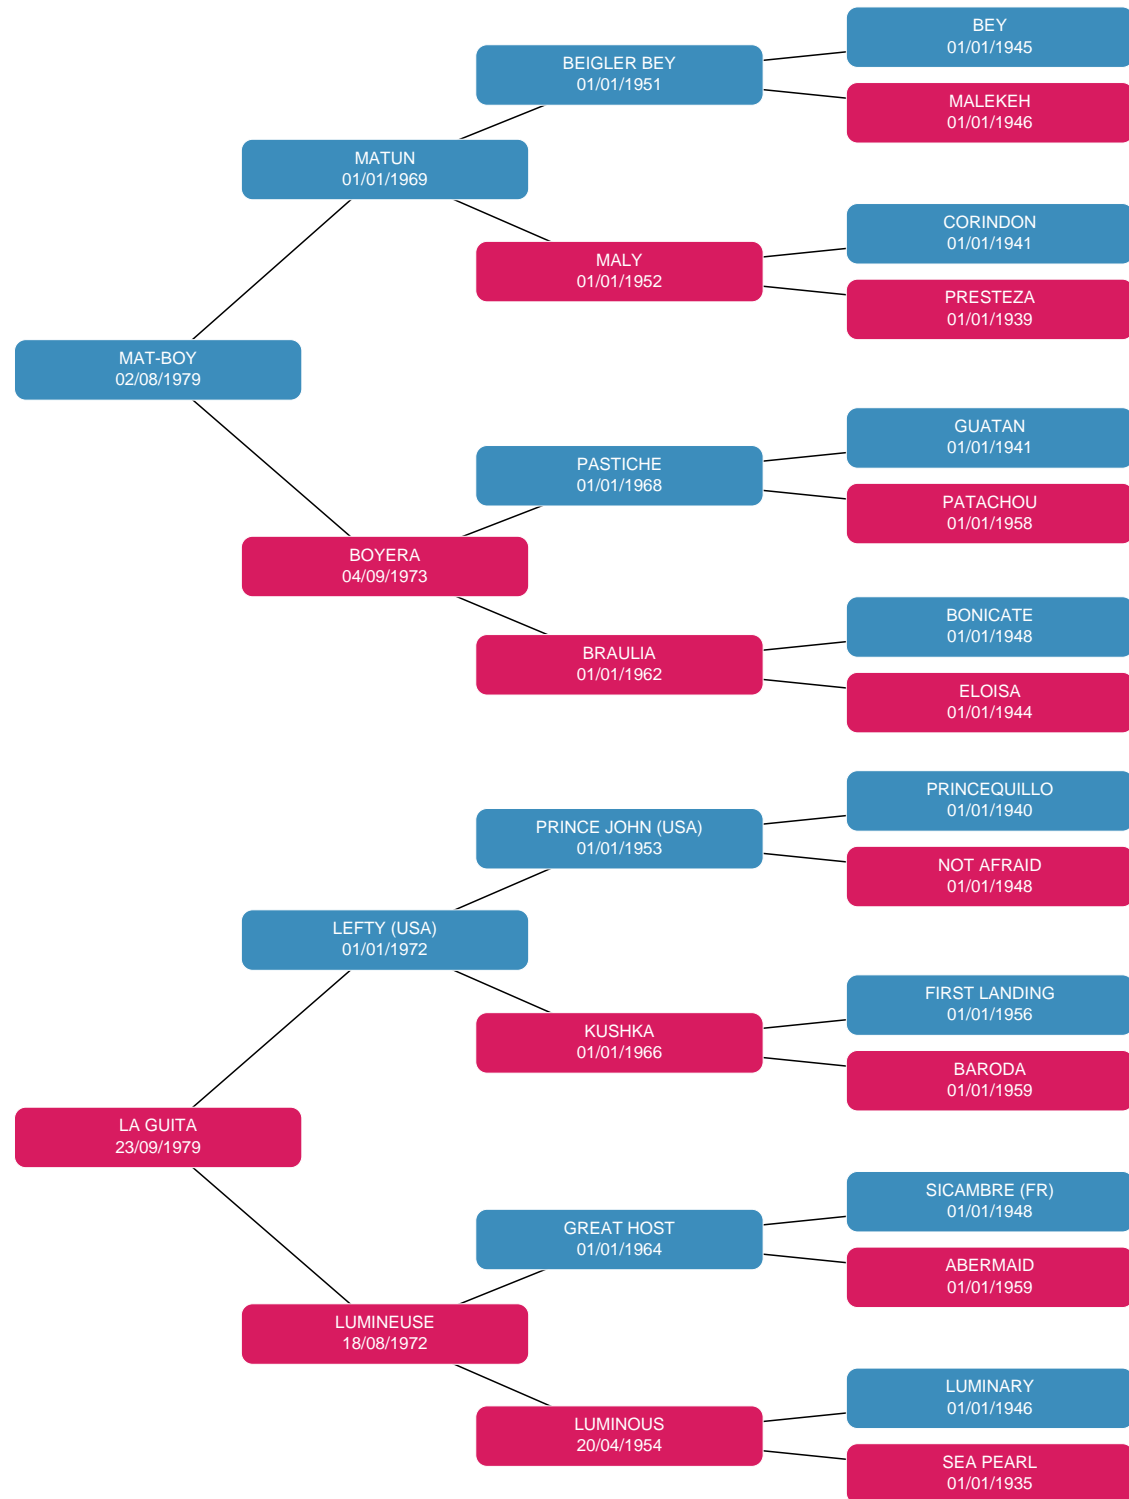 BEY
01/01/1945
BEIGLER BEY
01/01/1951
MALEKEH
01/01/1946
MATUN
01/01/1969
CORINDON
01/01/1941
MALY
01/01/1952
PRESTEZA
01/01/1939
MAT-BOY
02/08/1979
GUATAN
01/01/1941
PASTICHE
01/01/1968
PATACHOU
01/01/1958
BOYERA
04/09/1973
BONICATE
01/01/1948
BRAULIA
01/01/1962
ELOISA
01/01/1944
PRINCEQUILLO
01/01/1940
PRINCE JOHN (USA)
01/01/1953
NOT AFRAID
01/01/1948
LEFTY (USA)
01/01/1972
FIRST LANDING
01/01/1956
KUSHKA
01/01/1966
BARODA
01/01/1959
LA GUITA
23/09/1979
SICAMBRE (FR)
01/01/1948
GREAT HOST
01/01/1964
ABERMAID
01/01/1959
LUMINEUSE
18/08/1972
LUMINARY
01/01/1946
LUMINOUS
20/04/1954
SEA PEARL
01/01/1935